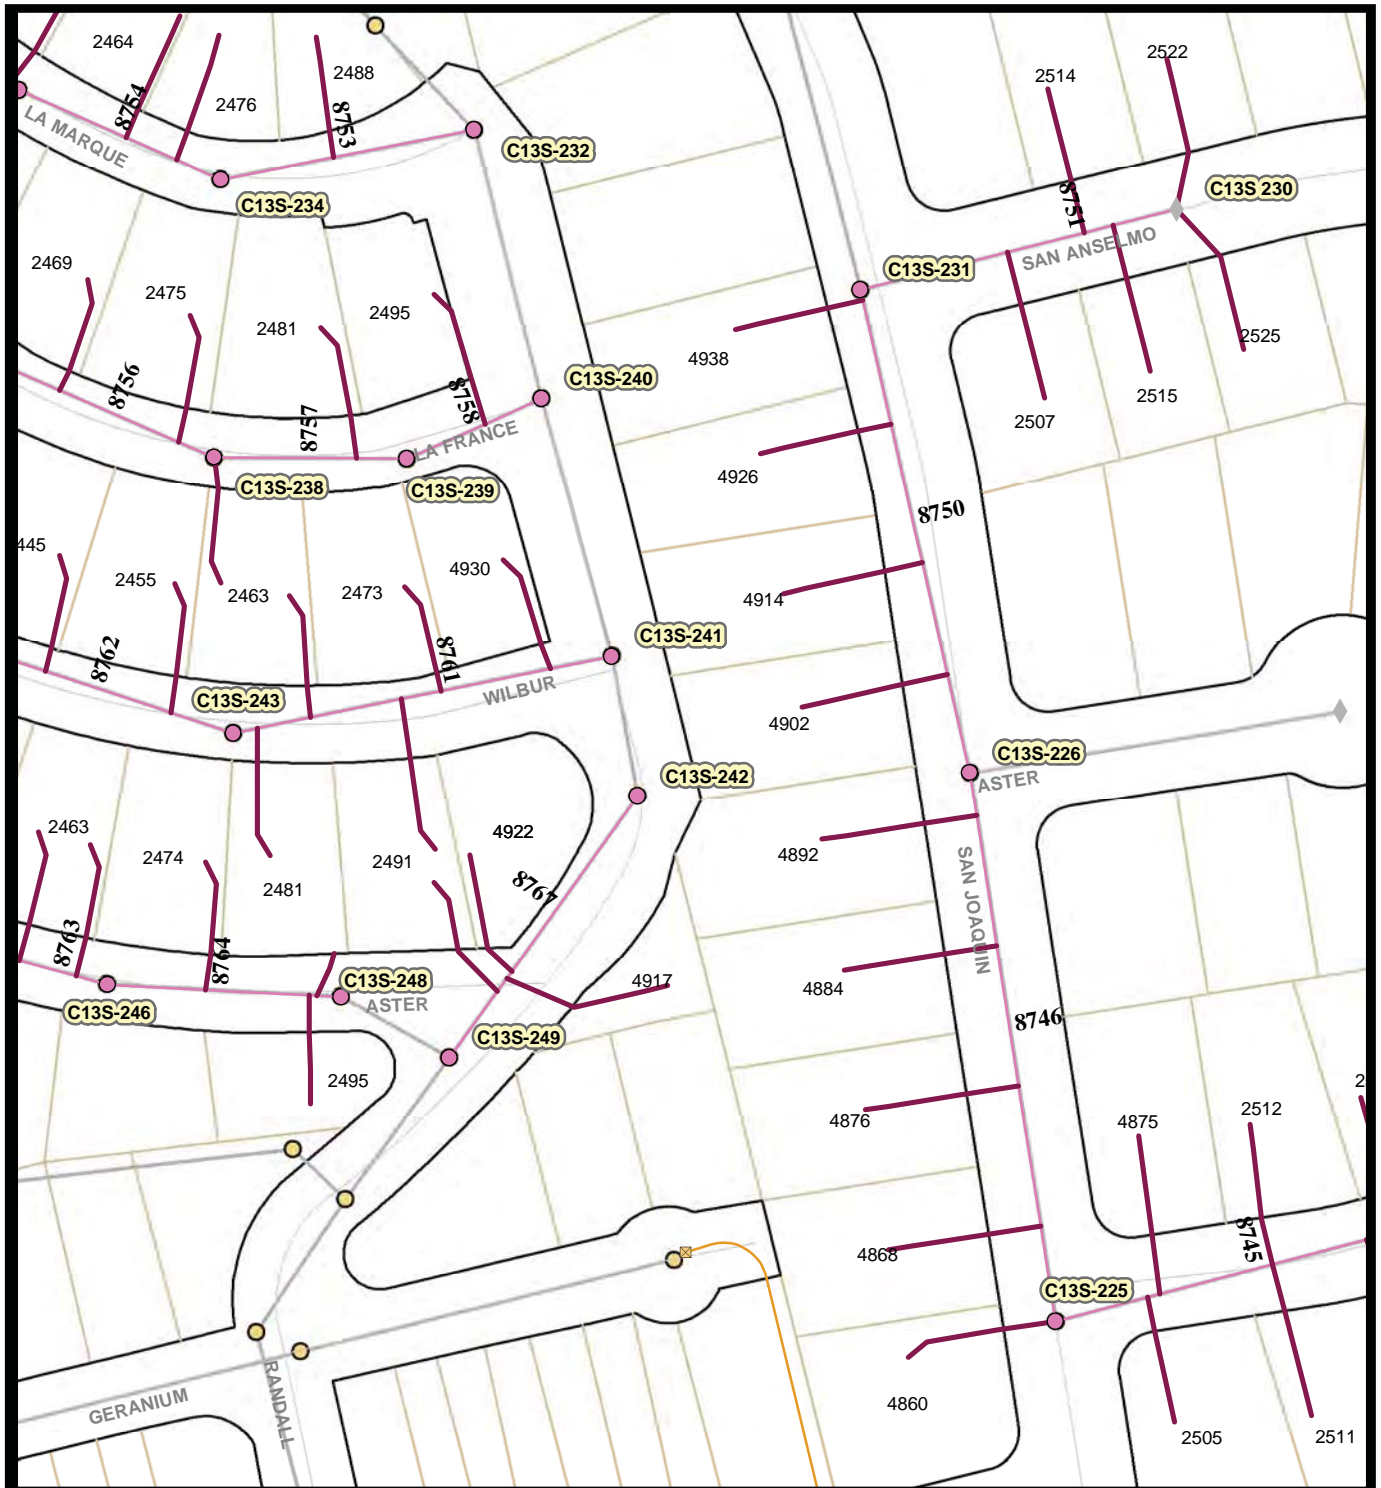 2464
2522
2514
2488
8754
2476
8753
LA MARQUE
C13S-232
C13S 230
C13S-234
8751
SAN ANSELMO
2469
C13S-231
2475
2481
2495
2525
4938
8756
C13S-240
2515
8758
2507
8757
LA FRANCE
4926
C13S-238
C13S-239
8750
445
2455
2463
2473
4930
4914
C13S-241
8762
8761
WILBUR
C13S-243
4902
C13S-226
C13S-242
ASTER
2463
4922
2474
2491
4892
2481
8767
SAN JOAQUIN
8763
8764
C13S-248
4917
4884
ASTER
C13S-246
8746
C13S-249
2495
2
4876
4875
2512
8745
4868
C13S-225
GERANIUM
RANDALL
4860
2505
2511